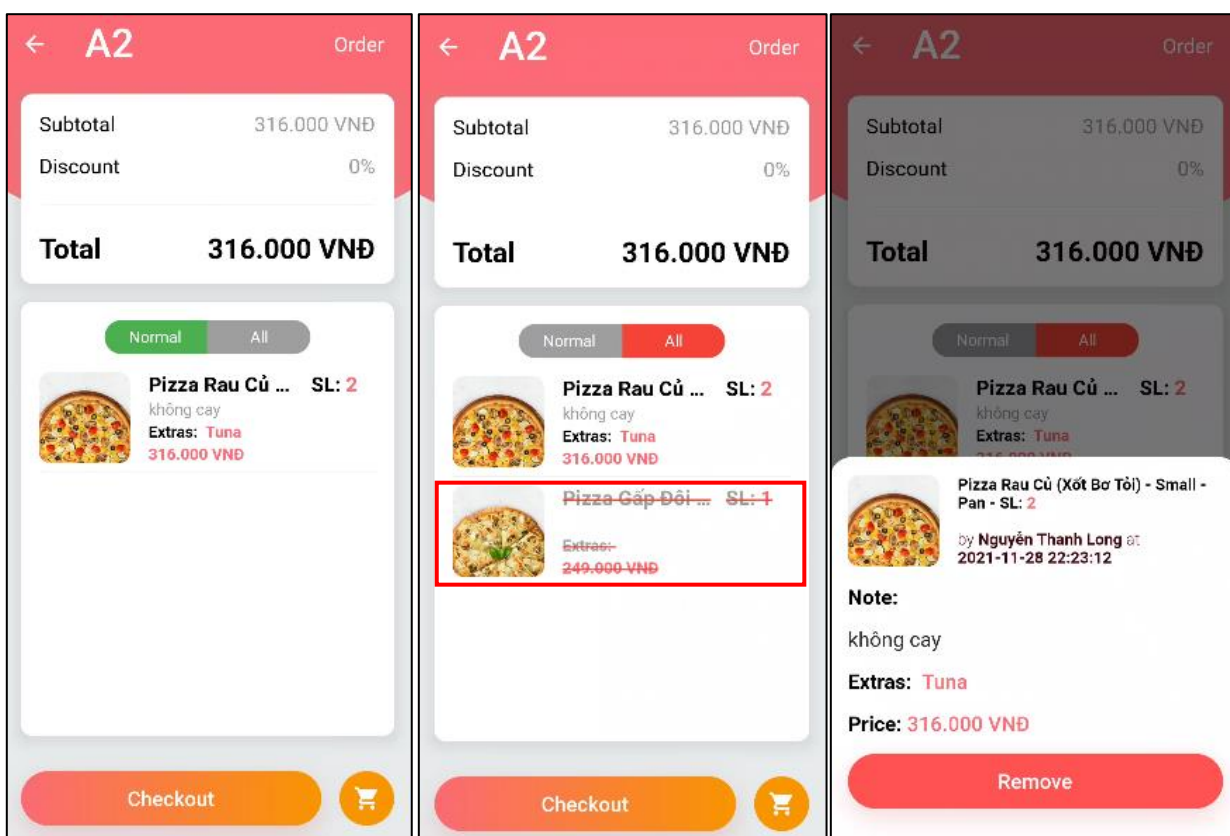 A2
Order
Subtotal 316.000 VNĐ
Discount 0%
Total 316.000 VNĐ
Normal All
Pizza Rau Củ ... SL: 2
không cay
Extras: Tuna
316.000 VNĐ
Checkout
A2
Order
Subtotal 316.000 VNĐ
Discount 0%
Total 316.000 VNĐ
Normal All
Pizza Rau Củ ... SL: 2
không cay
Extras: Tuna
316.000 VNĐ
Pizza Gấp Đôi ... SL: 1
Extras:
249.000 VNĐ
Checkout
A2
Order
Subtotal 316.000 VNĐ
Discount 0%
Total 316.000 VNĐ
Normal All
Pizza Rau Củ ... SL: 2
không cay
Extras: Tuna
316.000 VNĐ
Pizza Rau Củ (Xốt Bơ Tỏi) - Small -
Pan - SL: 2
by Nguyễn Thanh Long at
2021-11-28 22:23:12
Note:
không cay
Extras: Tuna
Price: 316.000 VNĐ
Remove